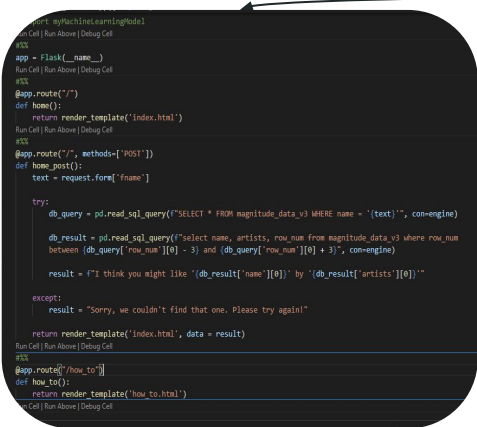 port myMachineLearningModel
Run Cell | Run Above | Debug Cell
#%%
app = Flask(__name__)
Run Cell | Run Above | Debug Cell
#%%
@app.route("/")
def home():
return render_template('index.html')
Run Cell | Run Above | Debug Cell
#%%
@app.route("/", methods=['POST'])
def home_post():
text = request.form['fname']
try:
db_query = pd.read_sql_query(f"SELECT * FROM magnitude_data_v3 WHERE name = '{text}'", con=engine)
db_result = pd.read_sql_query(f"select name, artists, row_num from magnitude_data_v3 where row_num
between {db_query['row_num'][0] - 3} and {db_query['row_num'][0] + 3}", con=engine)
result = f"I think you might like '{db_result['name'][0]}' by '{db_result['artists'][0]}'"
except:
result = "Sorry, we couldn't find that one. Please try again!"
return render_template('index.html', data = result)
Run Cell | Run Above | Debug Cell
#%%
@app.route("/how_to")
def how_to():
return render_template('how_to.html')
un Cell | Run Above | Debug Cell